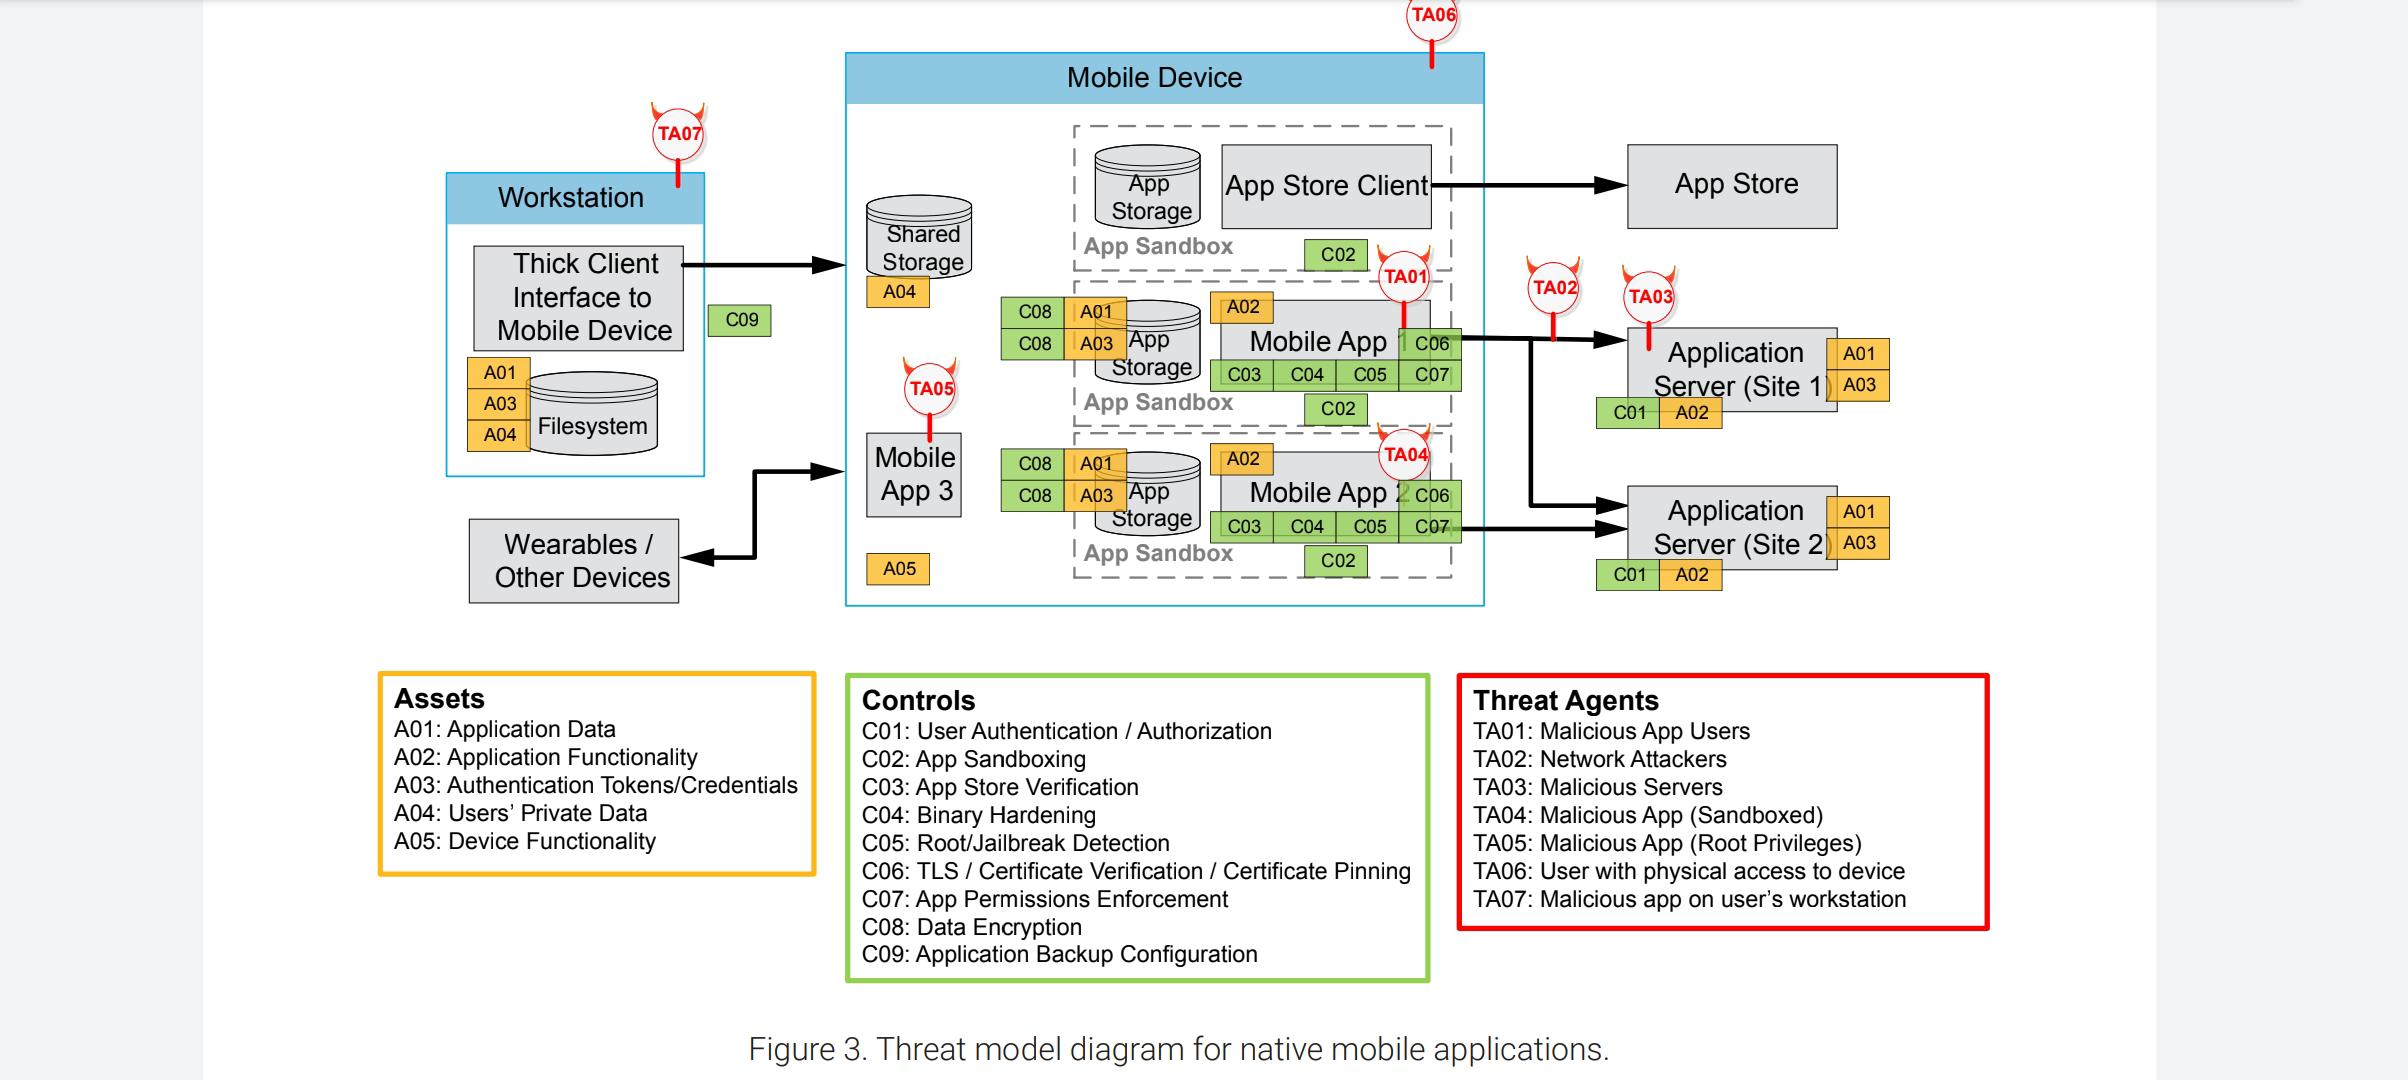 TA06
Mobile Device
TA07
Workstation
Thick Client
Interface to
Mobile Device
C09
A01
A03
A04
Filesystem
Wearables /
Other Devices
Shared
Storage
A04
TA05
Mobile
App 3
A05
App
Storage
App Store Client
App Sandbox
C02
App Store
C08 A01
C08 A03
App
Storage
A02
TA01
Mobile App 1
C06
C03 C04 C05 C07
App Sandbox
C02
C08 A01
C08 A03
App
Storage
A02
TA04
Mobile App 2
C06
C03 C04 C05 C07
App Sandbox
C02
TA02
TA03
Application
Server (Site 1)
A01
A03
C01 A02
Application
Server (Site 2)
A01
A03
C01 A02
Assets
A01: Application Data
A02: Application Functionality
A03: Authentication Tokens/Credentials
A04: Users’ Private Data
A05: Device Functionality
Controls
C01: User Authentication / Authorization
C02: App Sandboxing
C03: App Store Verification
C04: Binary Hardening
C05: Root/Jailbreak Detection
C06: TLS / Certificate Verification / Certificate Pinning
C07: App Permissions Enforcement
C08: Data Encryption
C09: Application Backup Configuration
Threat Agents
TA01: Malicious App Users
TA02: Network Attackers
TA03: Malicious Servers
TA04: Malicious App (Sandboxed)
TA05: Malicious App (Root Privileges)
TA06: User with physical access to device
TA07: Malicious app on user’s workstation
Figure 3. Threat model diagram for native mobile applications.